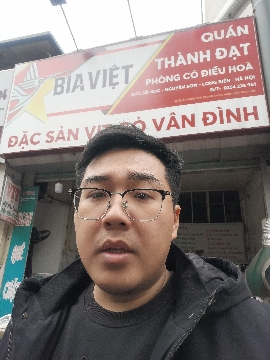 BIA VIỆT
QUÁN
THÀNH ĐẠT
PHÒNG CÓ ĐIỀU HOÀ
NGUYỄN SƠN - LONG BIÊN - HÀ NỘI
ĐẶC SẢN VỊT CỎ VÂN ĐÌNH